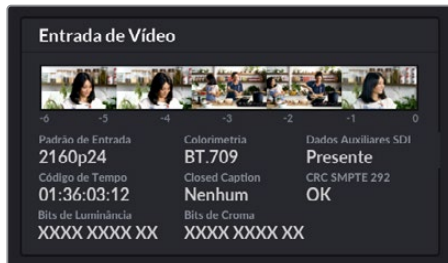 Entrada de Vídeo
-6 -5 -4 -3 -2 -1 0
Padrão de Entrada Colorimetria Dados Auxiliares SDI
2160p24 BT.709 Presente
Código de Tempo Closed Caption CRC SMPTE 292
01:36:03:12 Nenhum OK
Bits de Luminância Bits de Croma
XXXX XXXX XX XXXX XXXX XX